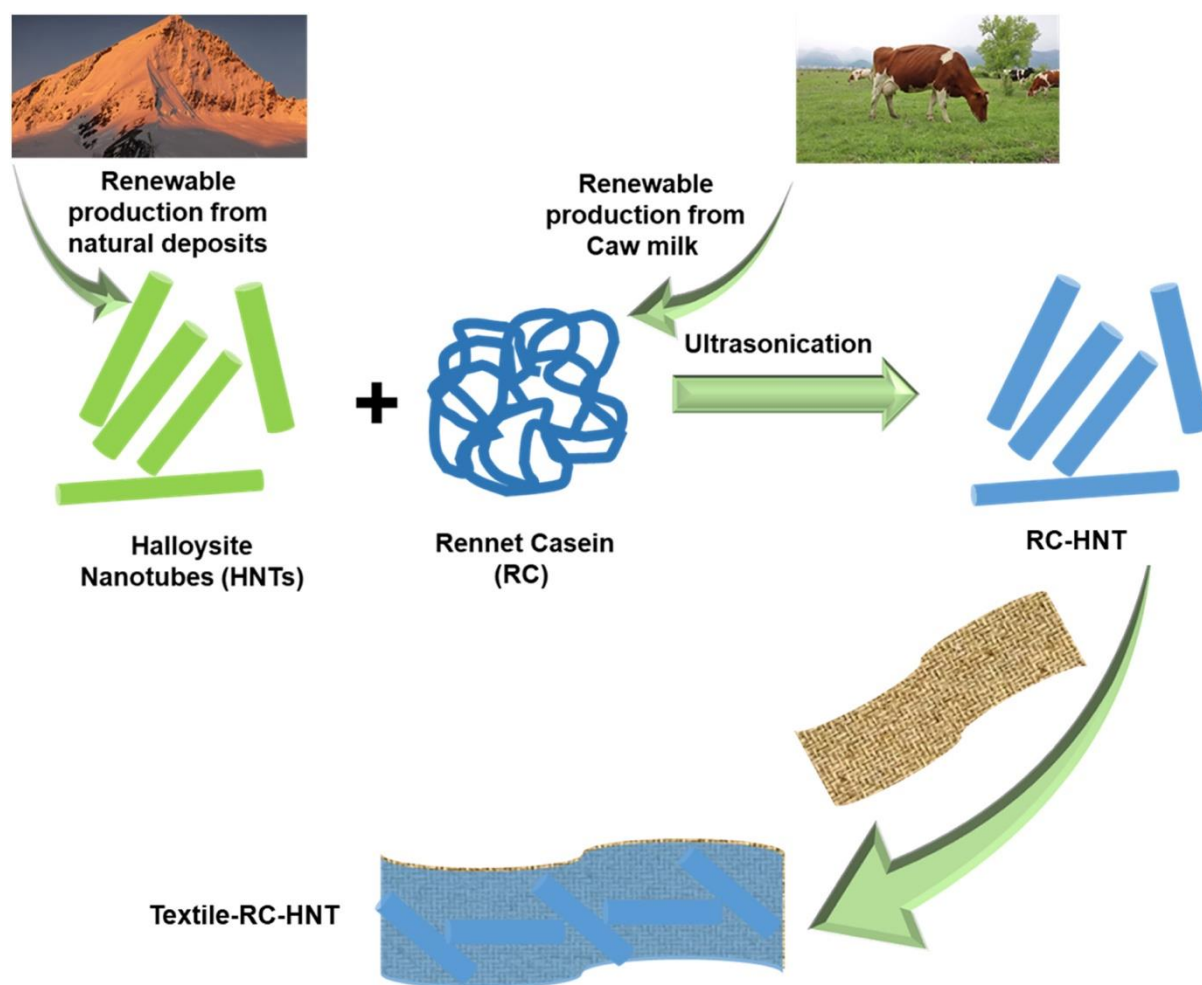 Renewable
production from
natural deposits
Renewable
production from
Caw milk
Ultrasonication
+
Halloysite
Nanotubes (HNTs)
Rennet Casein
(RC)
RC-HNT
Textile-RC-HNT